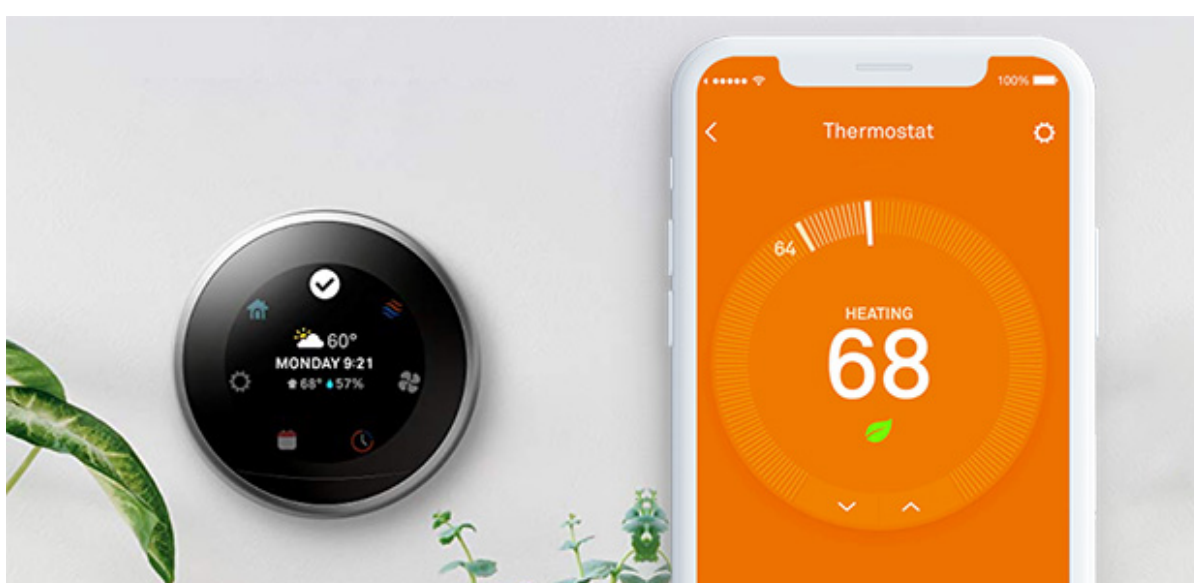 60°
MONDAY 9:21
68° 57%
100%
Thermostat
64
HEATING
68